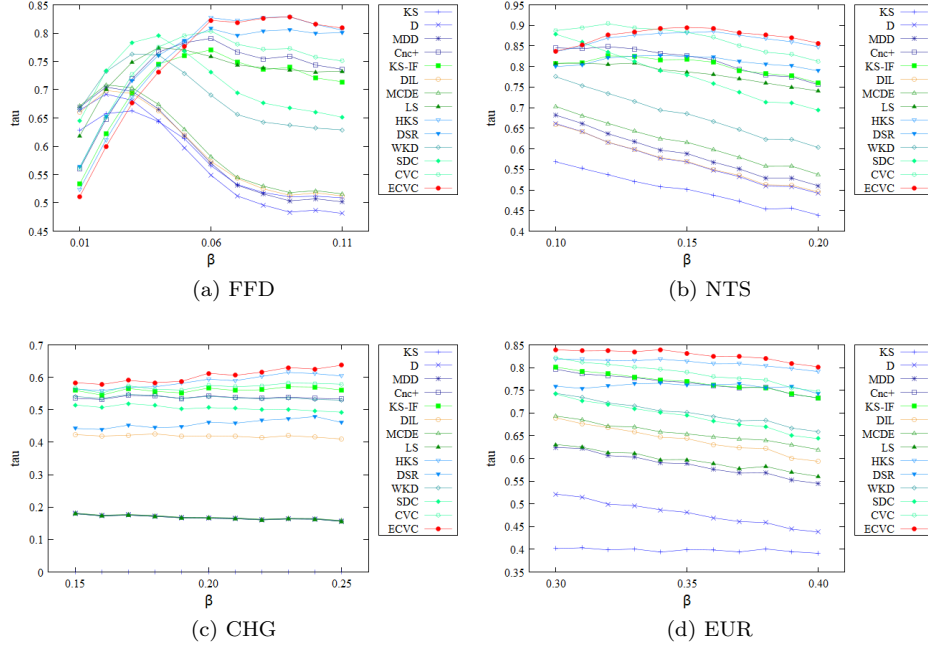 0.9
0.85
0.8
0.75
0.7
0.65
0.6
0.55
0.5
0.45
tau
0.01
0.06
0.11
β
KS
D
MDD
Cnc+
KS-IF
DIL
MCDE
LS
HKS
DSR
WKD
SDC
CVC
ECVC
(a) FFD
0.95
0.9
0.85
0.8
0.75
0.7
0.65
0.6
0.55
0.5
0.45
0.4
tau
0.10
0.15
0.20
β
KS
D
MDD
Cnc+
KS-IF
DIL
MCDE
LS
HKS
DSR
WKD
SDC
CVC
ECVC
(b) NTS
0.7
0.6
0.5
0.4
0.3
0.2
0.1
0
tau
0.15
0.20
0.25
β
KS
D
MDD
Cnc+
KS-IF
DIL
MCDE
LS
HKS
DSR
WKD
SDC
CVC
ECVC
(c) CHG
0.85
0.8
0.75
0.7
0.65
0.6
0.55
0.5
0.45
0.4
0.35
tau
0.30
0.35
0.40
β
KS
D
MDD
Cnc+
KS-IF
DIL
MCDE
LS
HKS
DSR
WKD
SDC
CVC
ECVC
(d) EUR